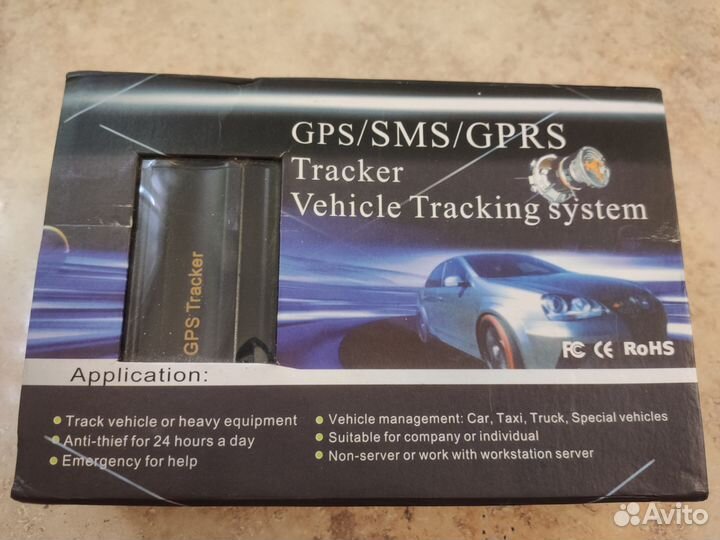 GPS/SMS/GPRS
Tracker
Vehicle Tracking system
GPS Tracker
FC CE RoHS
Application:
Track vehicle or heavy equipment
Anti-thief for 24 hours a day
Emergency for help
Vehicle management: Car, Taxi, Truck, Special vehicles
Suitable for company or individual
Non-server or work with workstation server
Avito